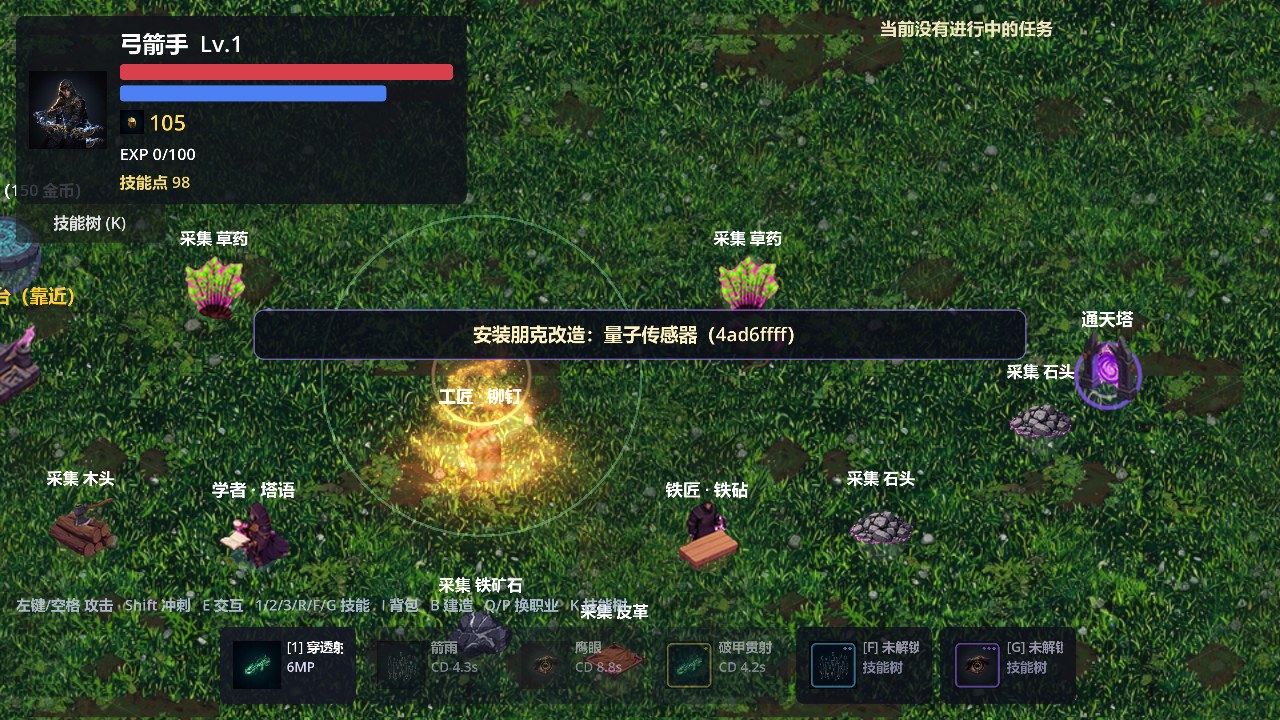 弓箭手 Lv.1
当前没有进行中的任务
105
EXP 0/100
技能点 98
(150 金币)
技能树 (K)
采集 草药
采集 草药
台（靠近）
通天塔
安装朋克改造：量子传感器（4ad6ffff）
采集 石头
工匠 · 铆钉
采集 木头
学者 · 塔语
铁匠 · 铁砧
采集 石头
采集 铁矿石
左键/空格 攻击 Shift 冲刺 E 交互 1/2/3/R/F/G 技能 I 背包 B 建造 Q/P 换职业 K 技能树
采集 皮革
[1] 穿透射
6MP
箭雨
CD 4.3s
鹰眼
CD 8.8s
破甲贯射
CD 4.2s
[F] 未解锁
技能树
[G] 未解锁
技能树